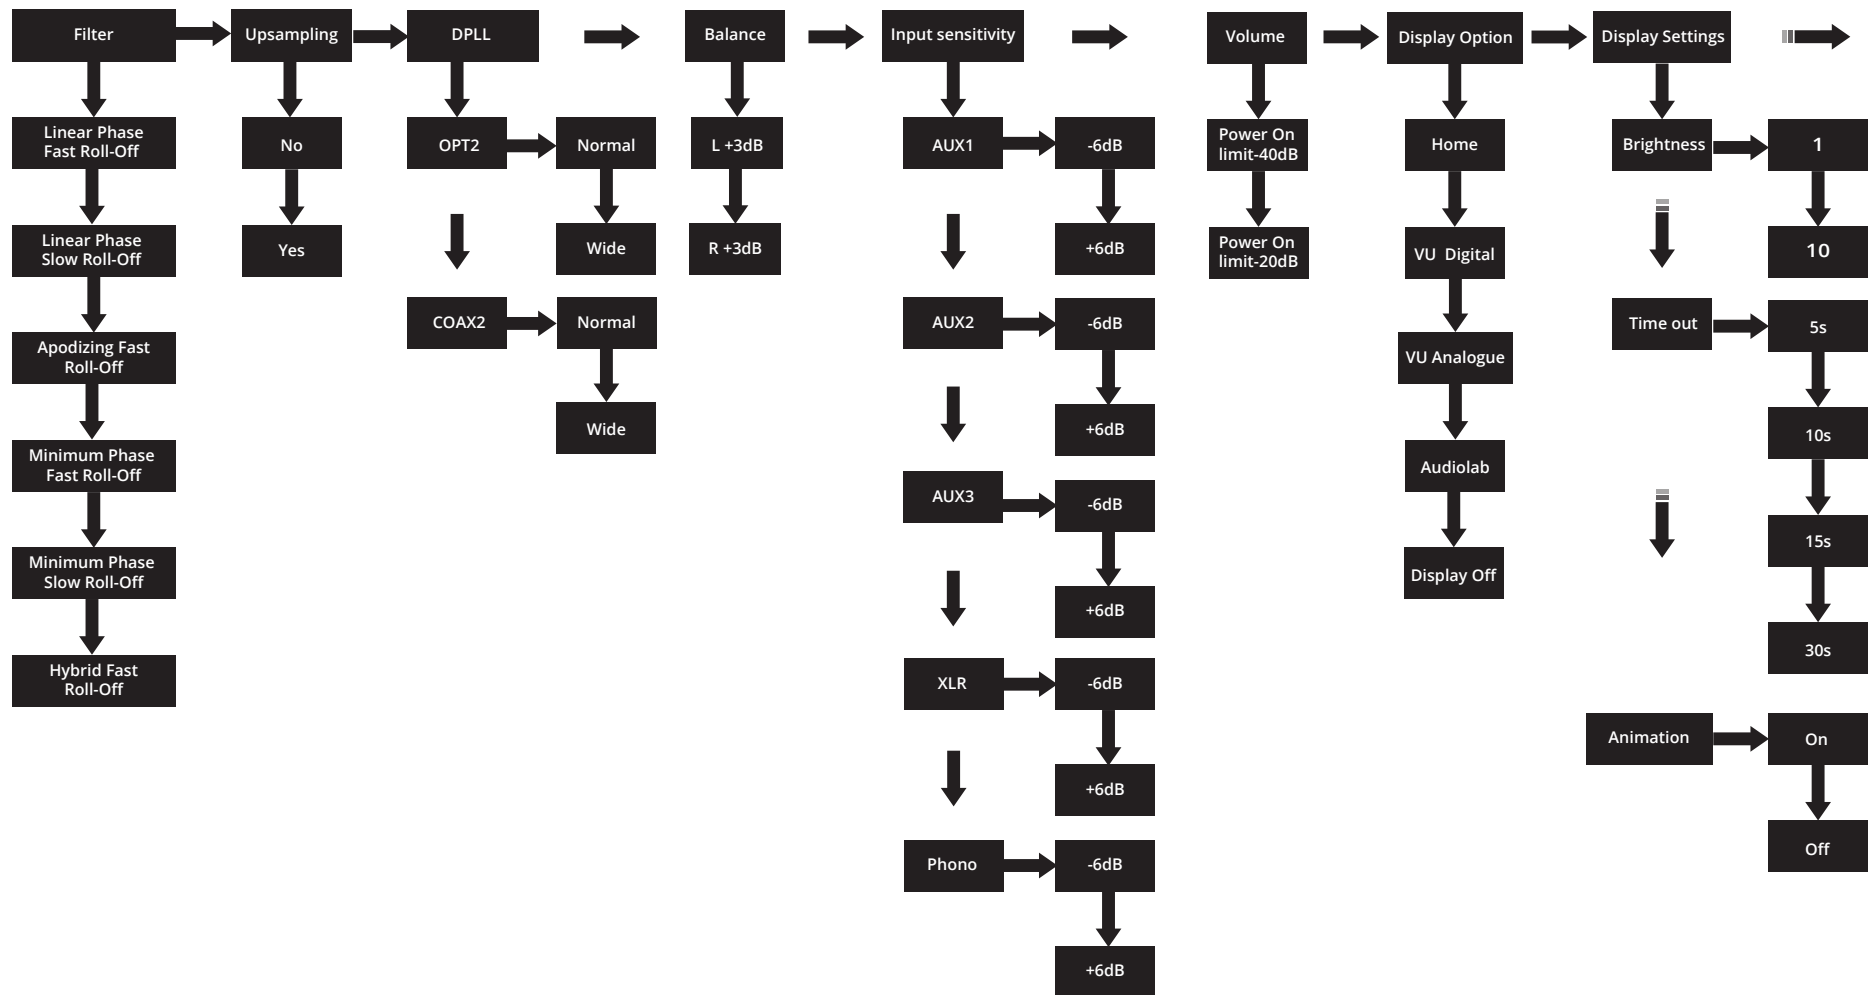 Filter
Upsampling
DPLL
Balance
Input sensitivity
Volume
Display Option
Display Settings
Linear Phase
Fast Roll-Off
Linear Phase
Slow Roll-Off
Apodizing Fast
Roll-Off
Minimum Phase
Fast Roll-Off
Minimum Phase
Slow Roll-Off
Hybrid Fast
Roll-Off
No
Yes
OPT2
Normal
Wide
COAX2
Normal
Wide
L +3dB
R +3dB
AUX1
-6dB
+6dB
AUX2
-6dB
+6dB
AUX3
-6dB
+6dB
XLR
-6dB
+6dB
Phono
-6dB
+6dB
Power On
limit-40dB
Power On
limit-20dB
Home
VU Digital
VU Analogue
Audiolab
Display Off
Brightness
1
10
Time out
5s
10s
15s
30s
Animation
On
Off